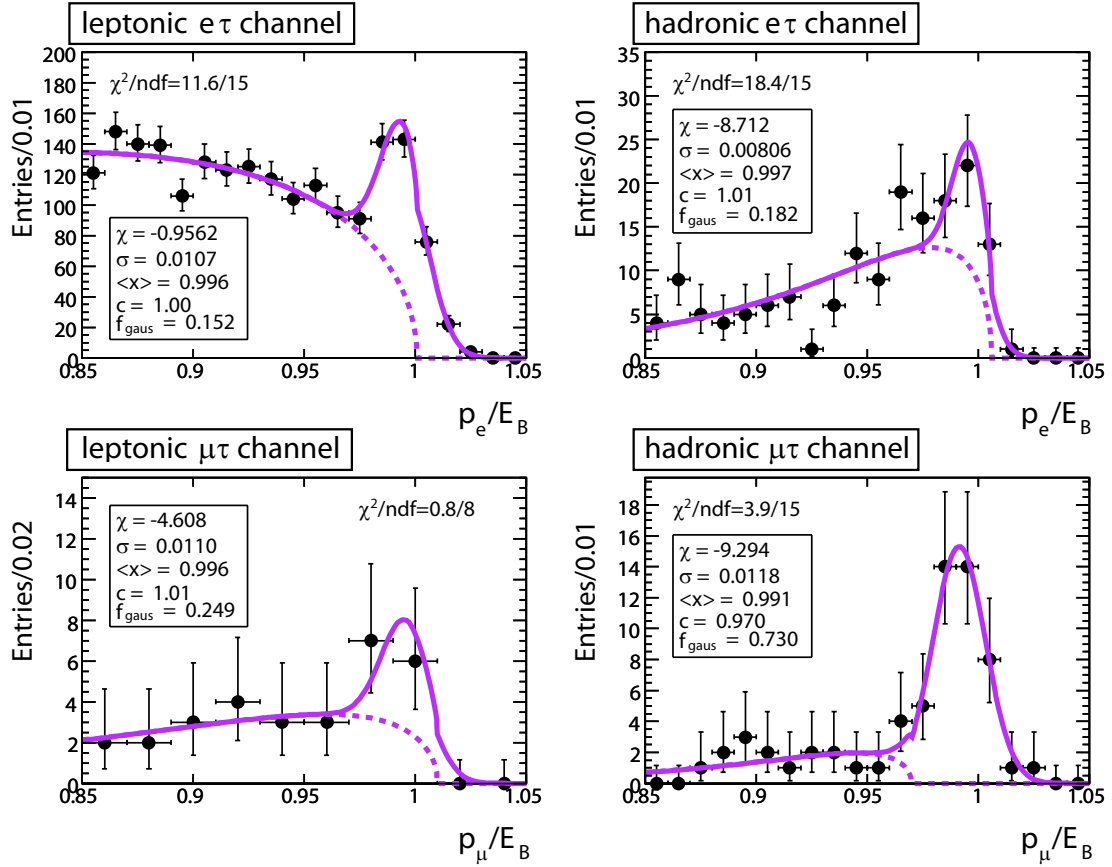 leptonic e τ channel
Entries/0.01
200
180
160
140
120
100
80
60
40
20
0
χ²/ndf=11.6/15
χ = -0.9562
σ = 0.0107
<x> = 0.996
c = 1.00
f gaus = 0.152
0.85 0.9 0.95 1 1.05
p_e/E_B
hadronic e τ channel
Entries/0.01
35
30
25
20
15
10
5
0
χ²/ndf=18.4/15
χ = -8.712
σ = 0.00806
<x> = 0.997
c = 1.01
f gaus = 0.182
0.85 0.9 0.95 1 1.05
p_e/E_B
leptonic μτ channel
Entries/0.02
14
12
10
8
6
4
2
0
χ²/ndf=0.8/8
χ = -4.608
σ = 0.0110
<x> = 0.996
c = 1.01
f gaus = 0.249
0.85 0.9 0.95 1 1.05
p_μ/E_B
hadronic μτ channel
Entries/0.01
18
16
14
12
10
8
6
4
2
0
χ²/ndf=3.9/15
χ = -9.294
σ = 0.0118
<x> = 0.991
c = 0.970
f gaus = 0.730
0.85 0.9 0.95 1 1.05
p_μ/E_B